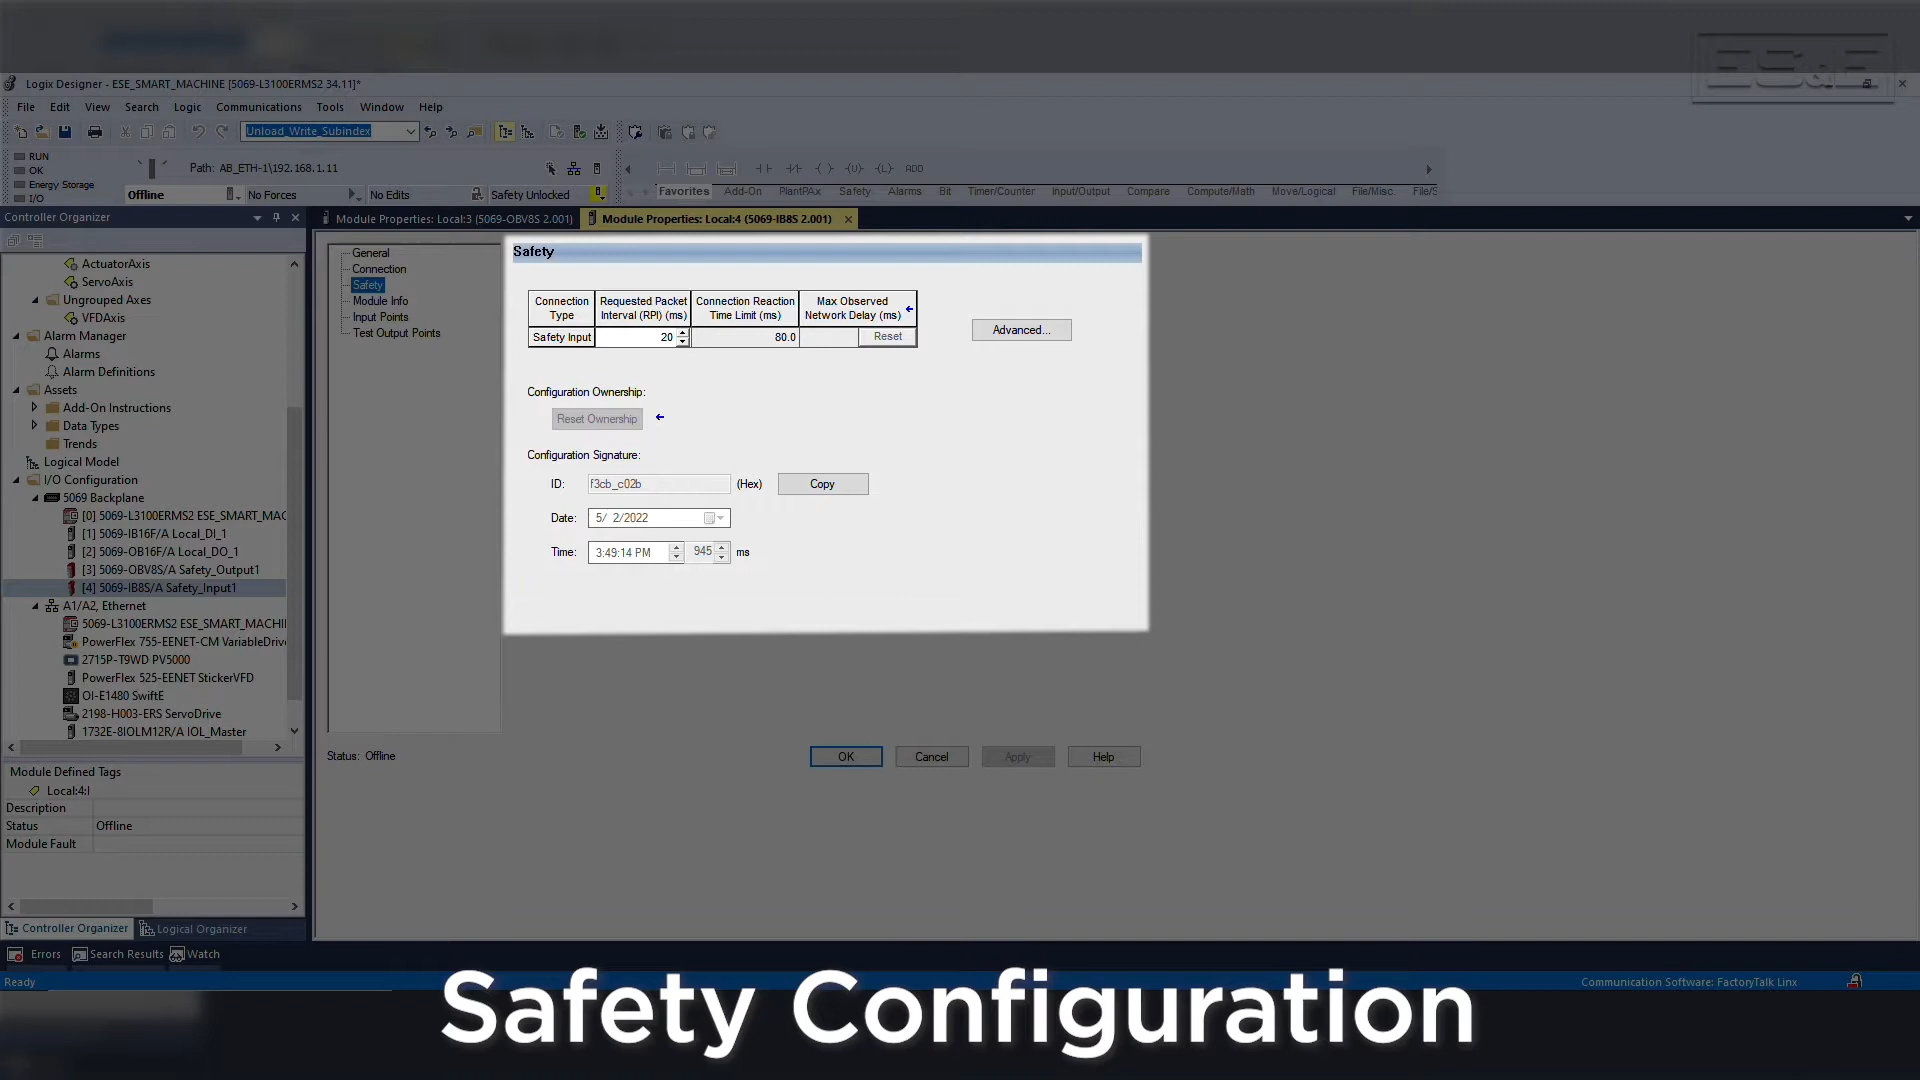 ES&E
Logix Designer - ESE_SMART_MACHINE [5069-L3100ERMS2 34.11]*
File Edit View Search Logic Communications Tools Window Help
Unload_Write_Subindex
RUN
OK
Energy Storage
I/O
Path: AB_ETH-1\192.168.1.11
Offline No Forces No Edits Safety Unlocked
ADD
Favorites Add-On PlantPAx Safety Alarms Bit Timer/Counter Input/Output Compare Compute/Math Move/Logical File/Misc. File/S
Controller Organizer
Module Properties: Local:3 (5069-OBV8S 2.001)
Module Properties: Local:4 (5069-IB8S 2.001)
ActuatorAxis
ServoAxis
Ungrouped Axes
VFDAxis
Alarm Manager
Alarms
Alarm Definitions
Assets
Add-On Instructions
Data Types
Trends
Logical Model
I/O Configuration
5069 Backplane
[0] 5069-L3100ERMS2 ESE_SMART_MAC
[1] 5069-IB16F/A Local_DI_1
[2] 5069-OB16F/A Local_DO_1
[3] 5069-OBV8S/A Safety_Output1
[4] 5069-IB8S/A Safety_Input1
A1/A2, Ethernet
5069-L3100ERMS2 ESE_SMART_MACHI
PowerFlex 755-EENET-CM VariableDrive
2715P-T9WD PV5000
PowerFlex 525-EENET StickerVFD
OI-E1480 SwiftE
2198-H003-ERS ServoDrive
1732E-8IOLM12R/A IOL_Master
Module Defined Tags
Local:4:I
Description
Status Offline
Module Fault
Controller Organizer Logical Organizer
General
Connection
Safety
Module Info
Input Points
Test Output Points
Safety
Connection Type
Requested Packet Interval (RPI) (ms)
Connection Reaction Time Limit (ms)
Max Observed Network Delay (ms)
Safety Input 20 80.0 Reset
Advanced...
Configuration Ownership:
Reset Ownership
Configuration Signature:
ID: f3cb_c02b (Hex) Copy
Date: 5/ 2/2022
Time: 3:49:14 PM 945 ms
Status: Offline
OK Cancel Apply Help
Errors Search Results Watch
Ready
Communication Software: FactoryTalk Linx
Safety Configuration